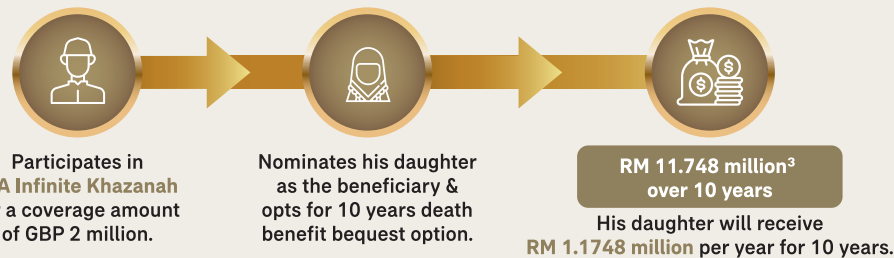 Participates in
A Infinite Khazanah
a coverage amount
of GBP 2 million.
Nominates his daughter
as the beneficiary &
opts for 10 years death
benefit bequest option.
RM 11.748 million³
over 10 years
His daughter will receive
RM 1.1748 million per year for 10 years.